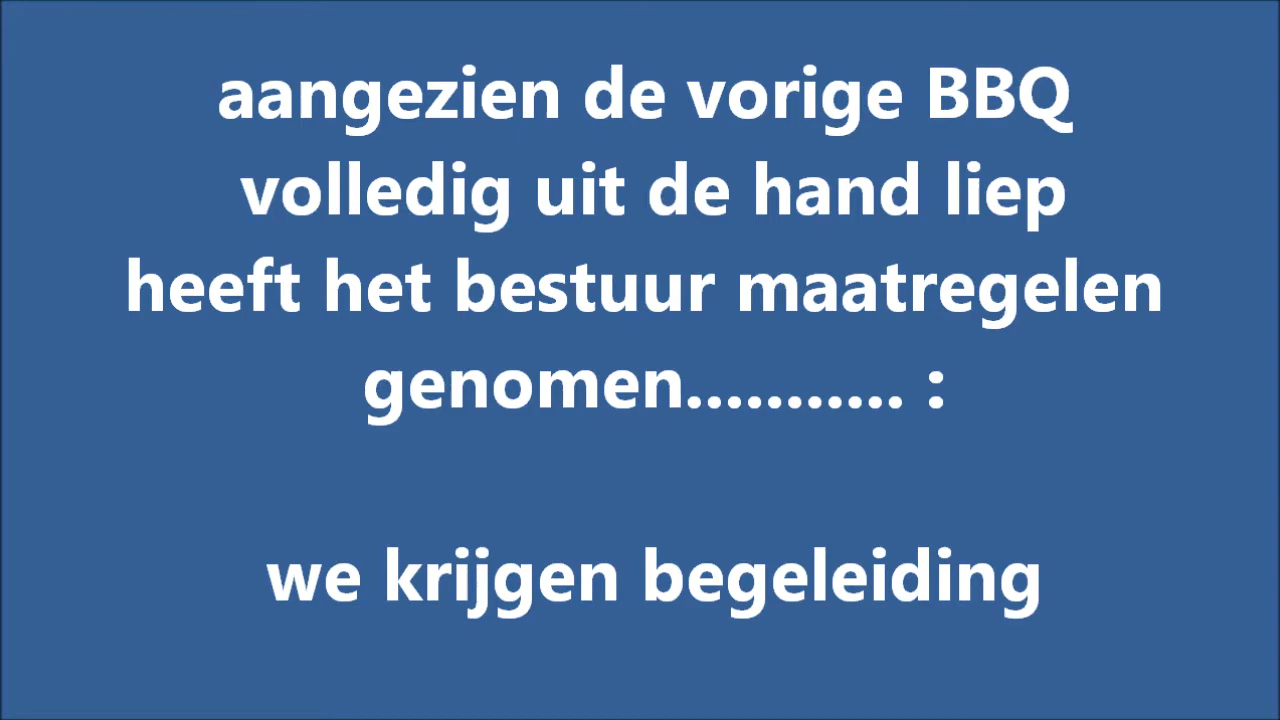 aangezien de vorige BBQ
volledig uit de hand liep
heeft het bestuur maatregelen
genomen........... :
we krijgen begeleiding